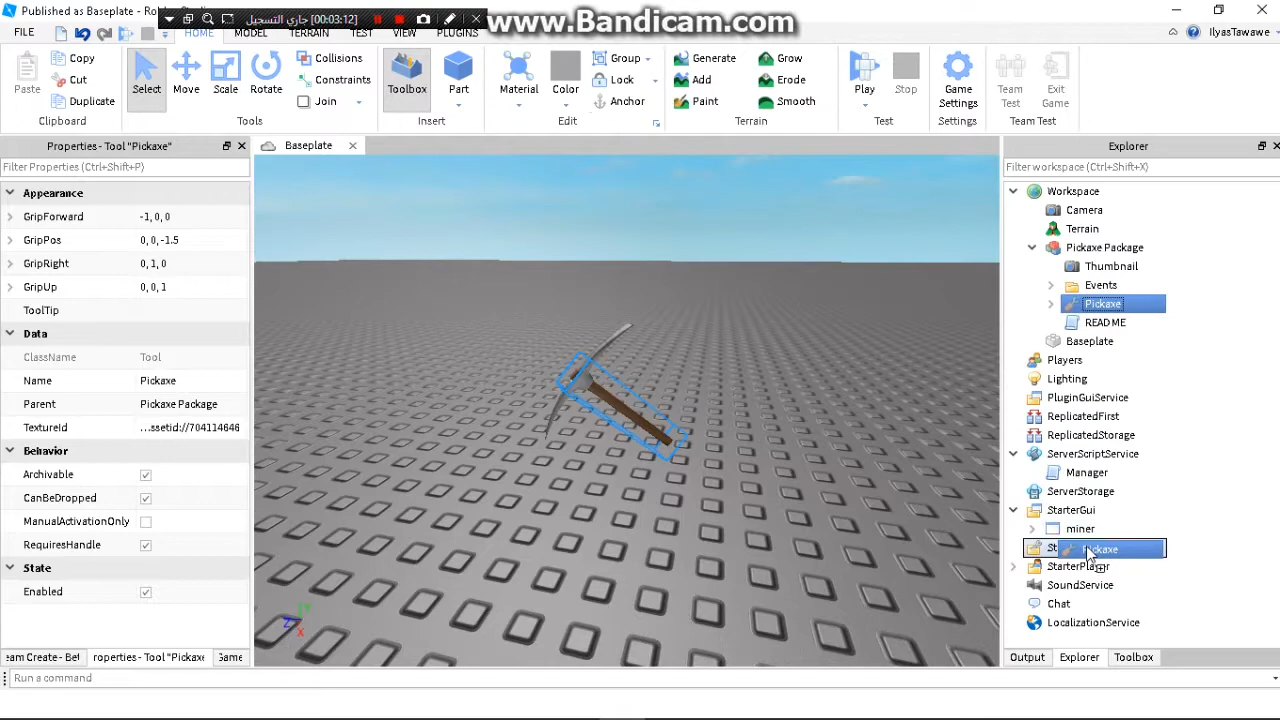 Published as Baseplate - Ro
جاري التسجيل [00:03:12]
www.Bandicam.com
FILE HOME MODEL TERRAIN TEST VIEW PLUGINS IlyasTawawe
Paste Copy Cut Duplicate
Clipboard
Select Move Scale Rotate Collisions Constraints Join
Tools
Toolbox Part
Insert
Material Color Group Lock Anchor
Edit
Generate Add Paint Grow Erode Smooth
Terrain
Play Stop
Test
Game Settings
Settings
Team Test Exit Game
Team Test
Properties - Tool "Pickaxe"
Filter Properties (Ctrl+Shift+P)
Appearance
GripForward -1,0,0
GripPos 0,0,-1.5
GripRight 0,1,0
GripUp 0,0,1
ToolTip
Data
ClassName Tool
Name Pickaxe
Parent Pickaxe Package
TextureId ...ssetid://704114646
Behavior
Archivable
CanBeDropped
ManualActivationOnly
RequiresHandle
State
Enabled
eam Create - Bet roperties - Tool "Pickaxe Game
Baseplate
Explorer
Filter workspace (Ctrl+Shift+X)
Workspace
Camera
Terrain
Pickaxe Package
Thumbnail
Events
Pickaxe
README
Baseplate
Players
Lighting
PluginGuiService
ReplicatedFirst
ReplicatedStorage
ServerScriptService
Manager
ServerStorage
StarterGui
miner
St Pickaxe
StarterPlayer
SoundService
Chat
LocalizationService
Output Explorer Toolbox
Run a command